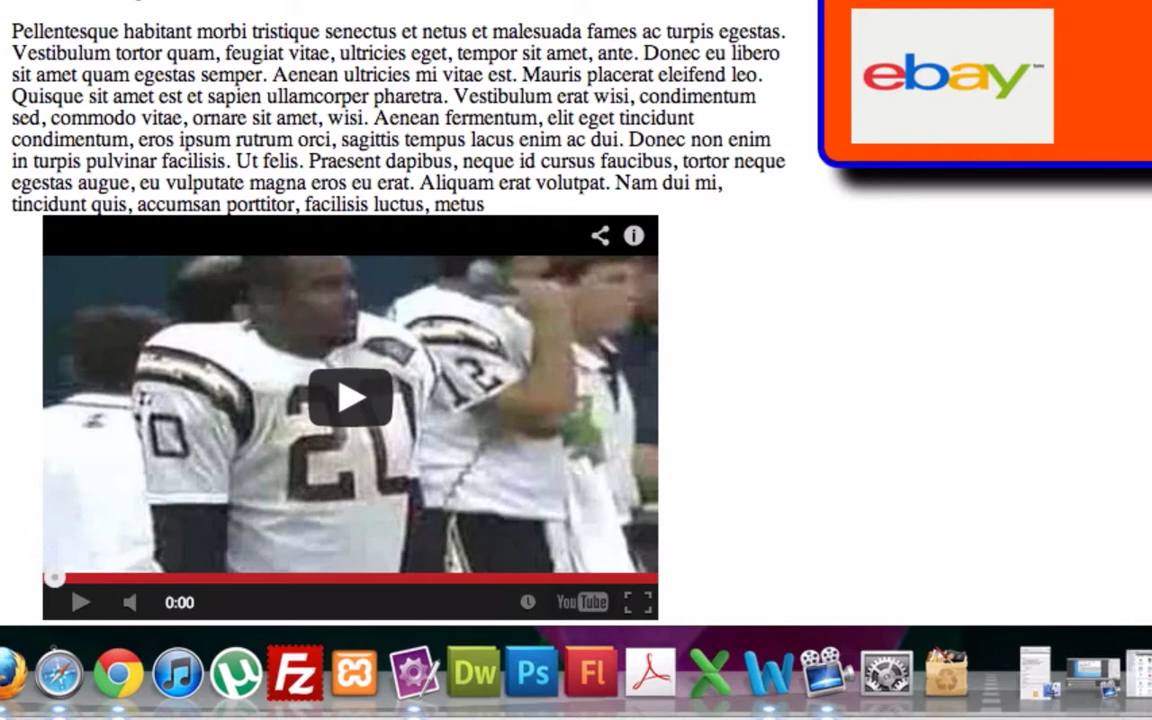 Pellentesque habitant morbi tristique senectus et netus et malesuada fames ac turpis egestas.
Vestibulum tortor quam, feugiat vitae, ultricies eget, tempor sit amet, ante. Donec eu libero
sit amet quam egestas semper. Aenean ultricies mi vitae est. Mauris placerat eleifend leo.
Quisque sit amet est et sapien ullamcorper pharetra. Vestibulum erat wisi, condimentum
sed, commodo vitae, ornare sit amet, wisi. Aenean fermentum, elit eget tincidunt
condimentum, eros ipsum rutrum orci, sagittis tempus lacus enim ac dui. Donec non enim
in turpis pulvinar facilisis. Ut felis. Praesent dapibus, neque id cursus faucibus, tortor neque
egestas augue, eu vulputate magna eros eu erat. Aliquam erat volutpat. Nam dui mi,
tincidunt quis, accumsan porttitor, facilisis luctus, metus
ebay
21
0:00
YouTube
Fz
Dw
Ps
Fl